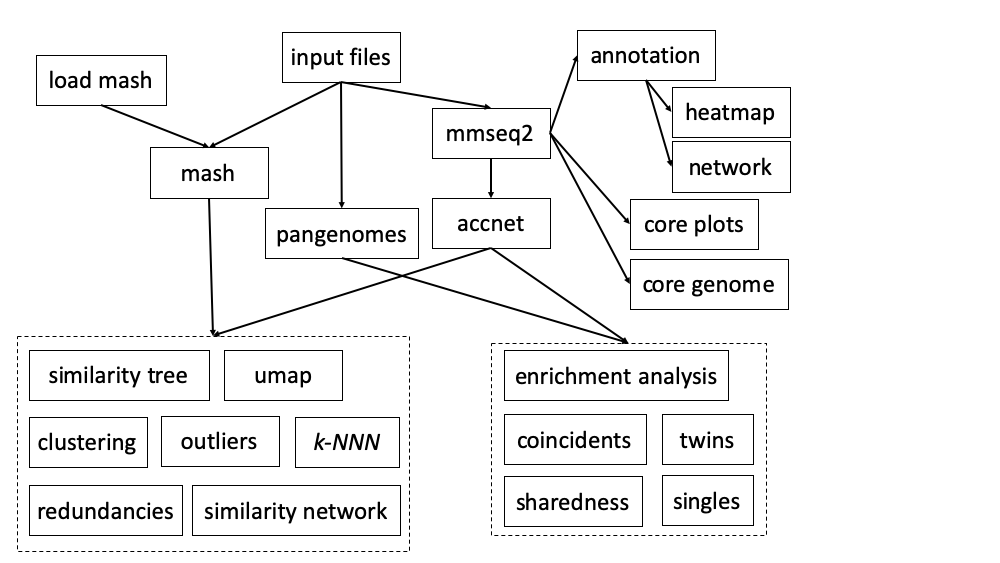 load mash
input files
annotation
heatmap
mmseq2
network
mash
pangenomes
accnet
core plots
core genome
similarity tree
umap
clustering
outliers
k-NNN
redundancies
similarity network
enrichment analysis
coincidents
twins
sharedness
singles